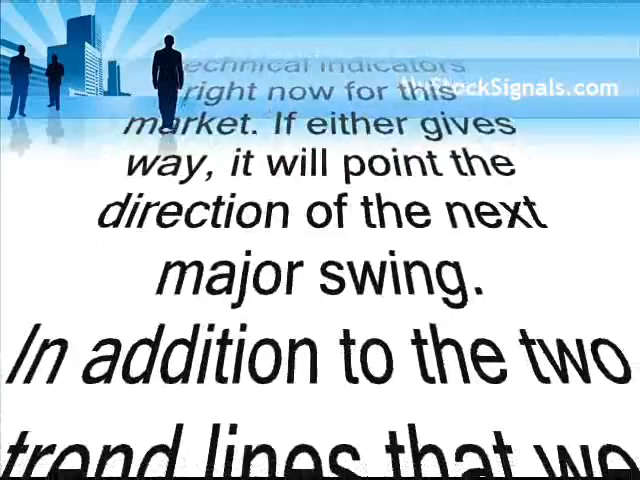 technical indicators
right now for this
market. If either gives
way, it will point the
direction of the next
major swing.
In addition to the two
trend lines that we
StockSignals.com